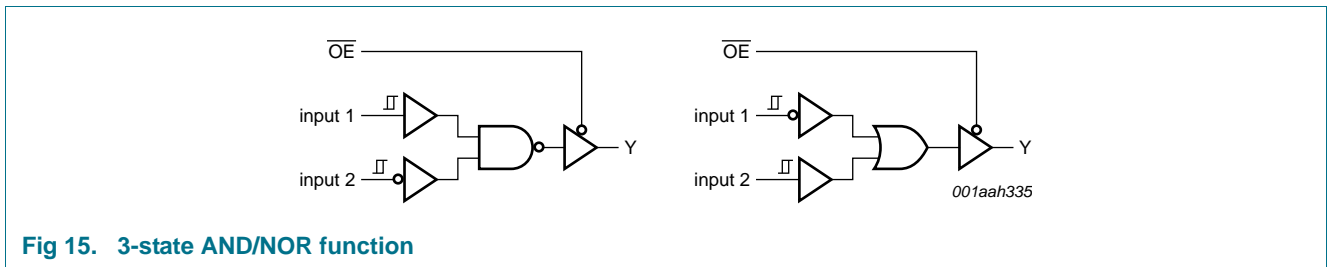 OE
input 1
input 2
Y
OE
input 1
input 2
Y
001aah335
Fig 15. 3-state AND/NOR function